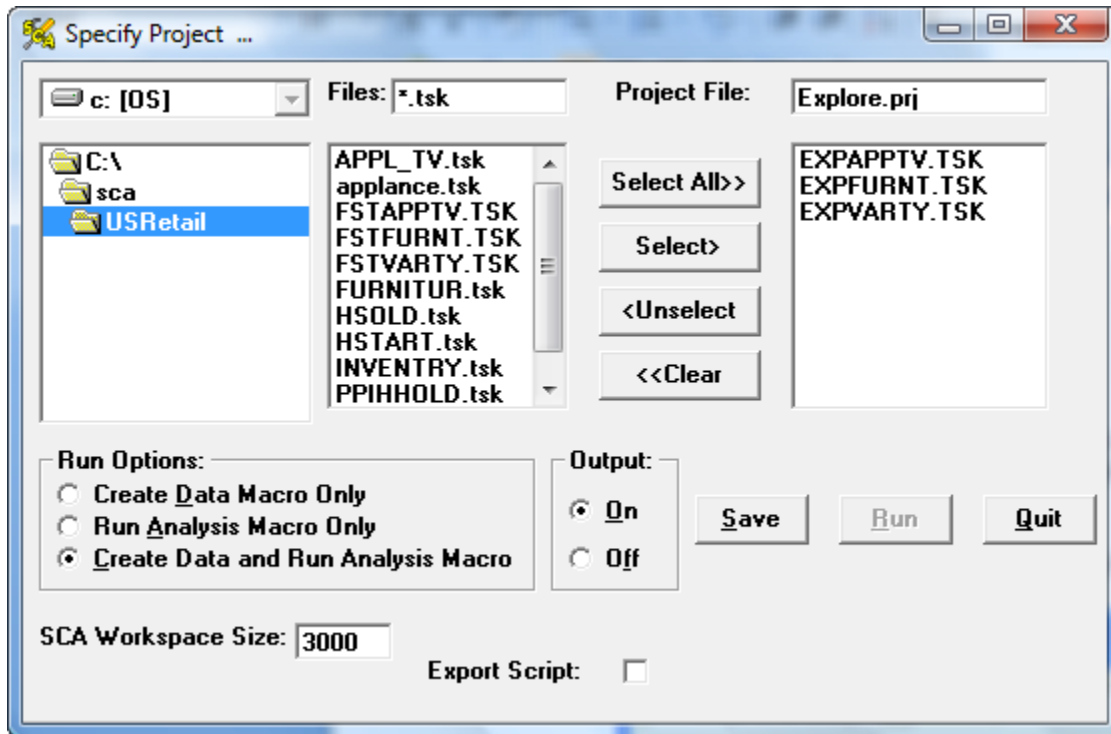 Specify Project ...
c: [OS]
Files: *.tsk
Project File: Explore.prj
C:\
sca
USRetail
APPL_TV.tsk
applance.tsk
FSTAPPTV.TSK
FSTFURNT.TSK
FSTVARTY.TSK
FURNITUR.tsk
HSOLD.tsk
HSTART.tsk
INVENTRY.tsk
PPIHHOLD.tsk
Select All>>
Select>
<Unselect
<<Clear
EXPAPPTV.TSK
EXPFURNT.TSK
EXPVARTY.TSK
Run Options:
Create Data Macro Only
Run Analysis Macro Only
Create Data and Run Analysis Macro
Output:
On
Off
Save
Run
Quit
SCA Workspace Size: 3000
Export Script: